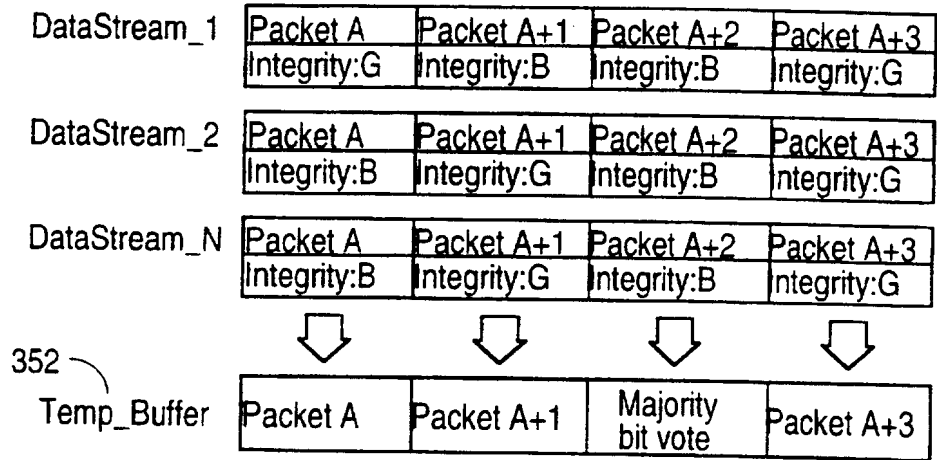 DataStream_1 Packet A Packet A+1 Packet A+2 Packet A+3
Integrity:G Integrity:B Integrity:B Integrity:G
DataStream_2 Packet A Packet A+1 Packet A+2 Packet A+3
Integrity:B Integrity:G Integrity:B Integrity:G
DataStream_N Packet A Packet A+1 Packet A+2 Packet A+3
Integrity:B Integrity:G Integrity:B Integrity:G
352
Temp_Buffer Packet A Packet A+1 Majority bit vote Packet A+3